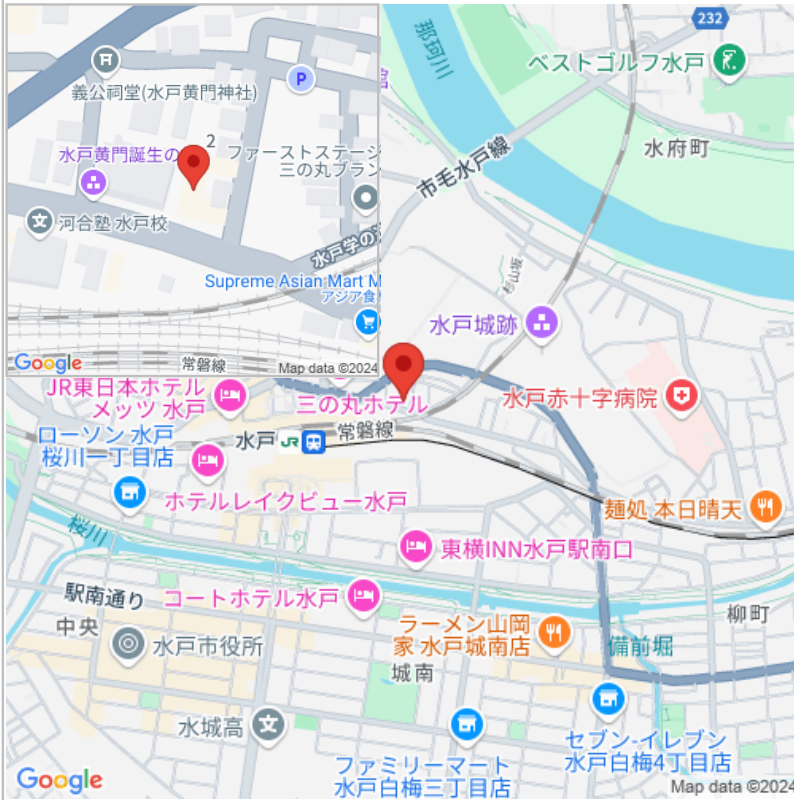 義公祠堂(水戸黄門神社)
P
2
水戸黄門誕生の
ファーストステージ
三の丸ブラン
河合塾 水戸校
水戸学の
Supreme Asian Mart M
アジア食
常磐線
Google
Map data ©2024
232
那珂川
ベストゴルフ水戸
水府町
市毛水戸線
杉山坂
水戸城跡
JR東日本ホテル
メッツ 水戸
三の丸ホテル
水戸赤十字病院
ローソン 水戸
桜川一丁目店
水戸
JR
常磐線
ホテルレイクビュー水戸
麺処 本日晴天
桜川
東横INN水戸駅南口
駅南通り
コートホテル水戸
中央
水戸市役所
ラーメン山岡
家 水戸城南店
柳町
備前堀
城南
水城高
セブン-イレブン
水戸白梅4丁目店
ファミリーマート
水戸白梅三丁目店
Google
Map data ©2024